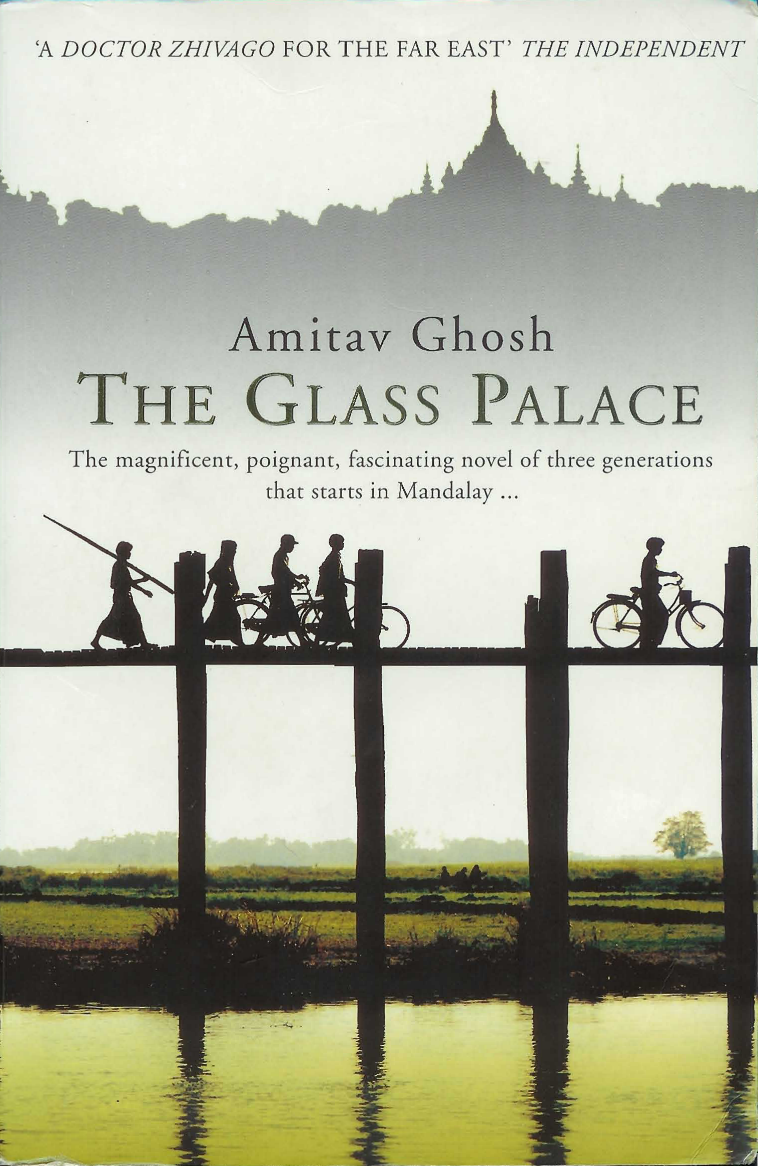 ‘A DOCTOR ZHIVAGO FOR THE FAR EAST’ THE INDEPENDENT
Amitav Ghosh
THE GLASS PALACE
The magnificent, poignant, fascinating novel of three generations
that starts in Mandalay ...